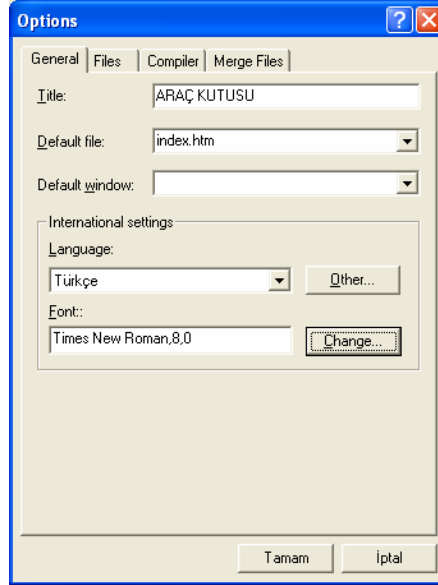 Options
General Files Compiler Merge Files
Title: ARAÇ KUTUSU
Default file: index.htm
Default window:
International settings
Language:
Türkçe Other...
Font::
Times New Roman,8,0 Change...
Tamam İptal